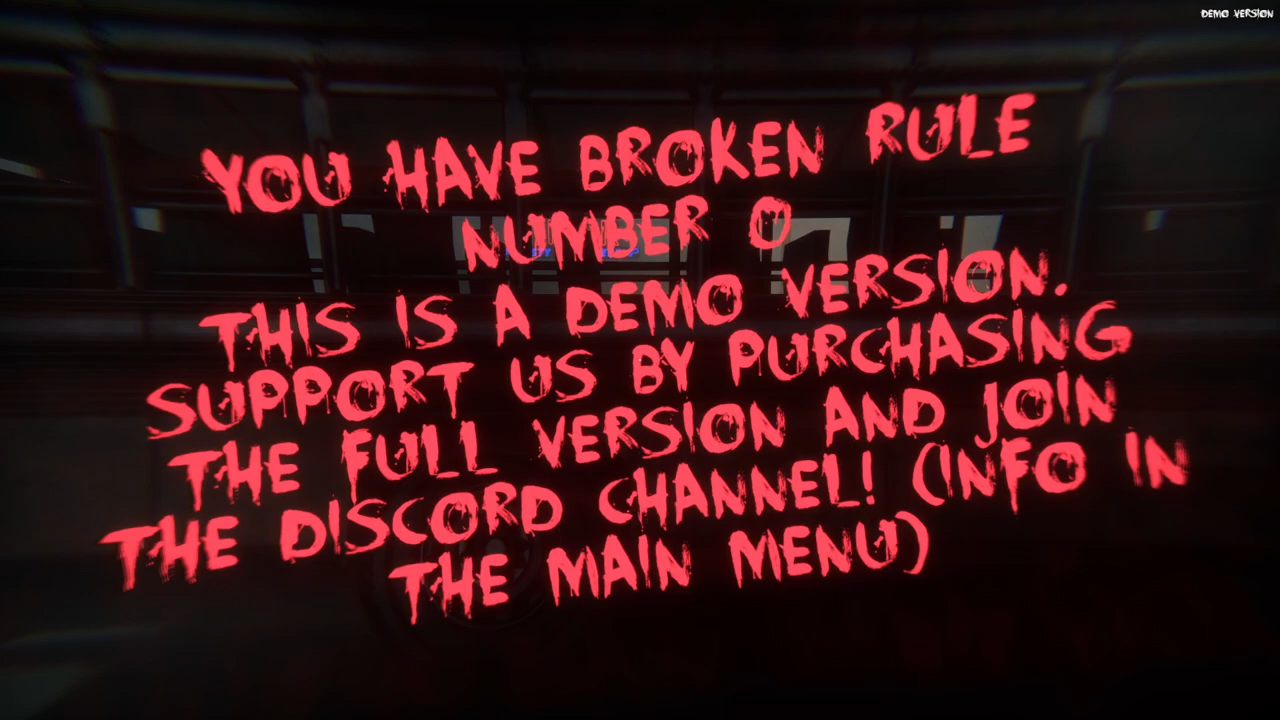 DEMO VERSION
YOU HAVE BROKEN RULE
NUMBER 0
THIS IS A DEMO VERSION.
SUPPORT US BY PURCHASING
THE FULL VERSION AND JOIN
THE DISCORD CHANNEL! (INFO IN
THE MAIN MENU)